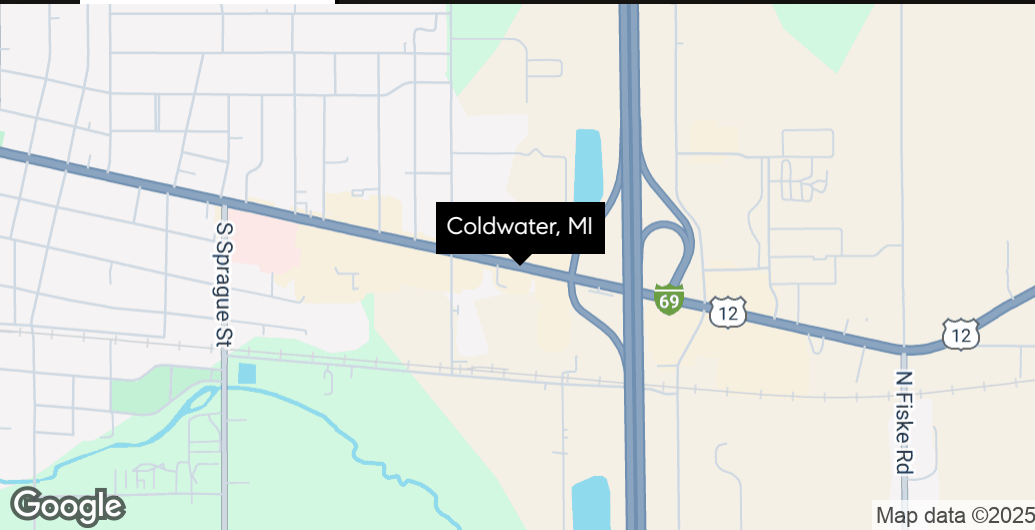 Coldwater, MI
S Sprague St
69
12
12
N Fiske Rd
Google
Map data ©2025